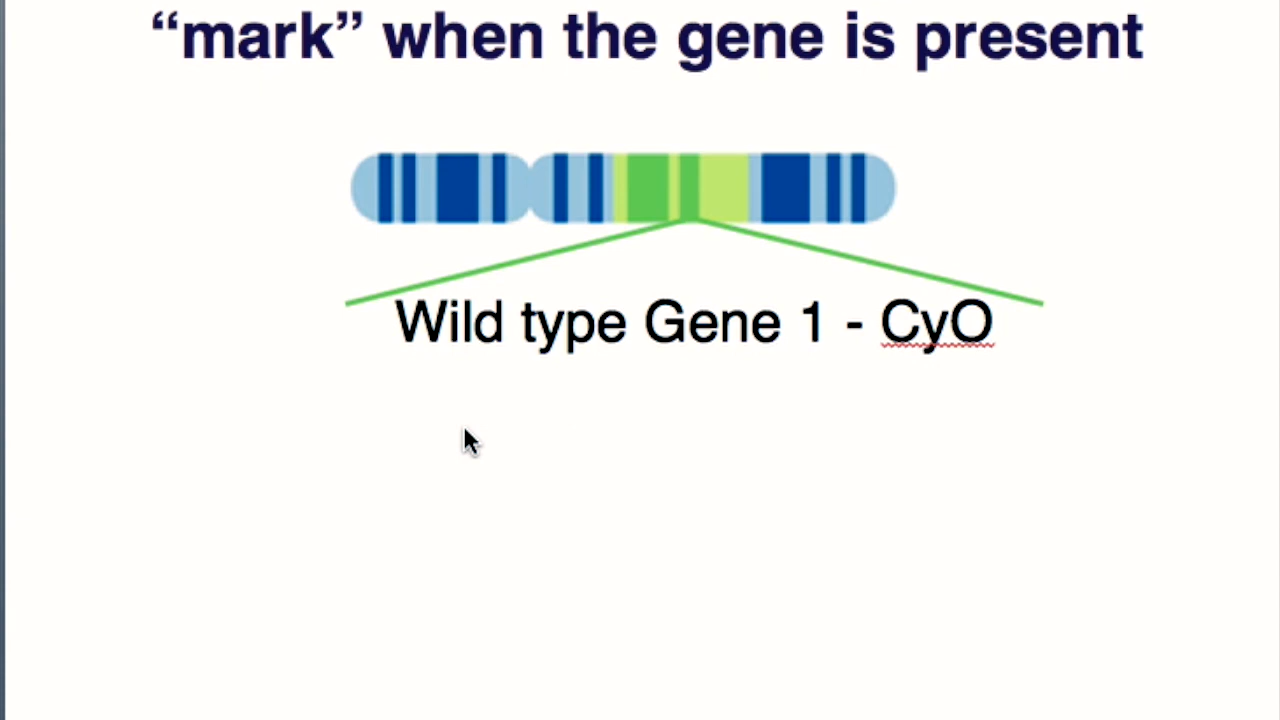 “mark” when the gene is present
Wild type Gene 1 - CyO